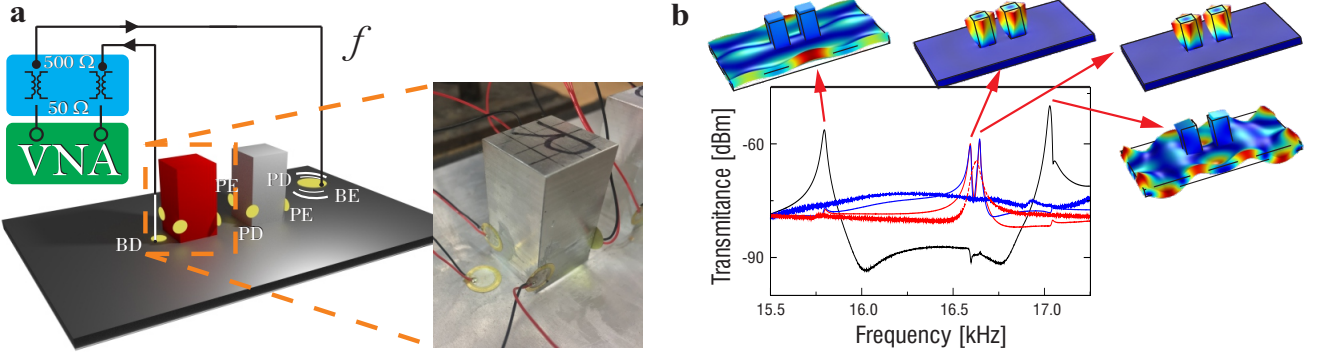 a
f
500 Ω
50 Ω
VNA
PE
PD
BE
PE
PD
BD
b
Transmitance [dBm]
-60
-90
15.5
16.0
16.5
17.0
Frequency [kHz]